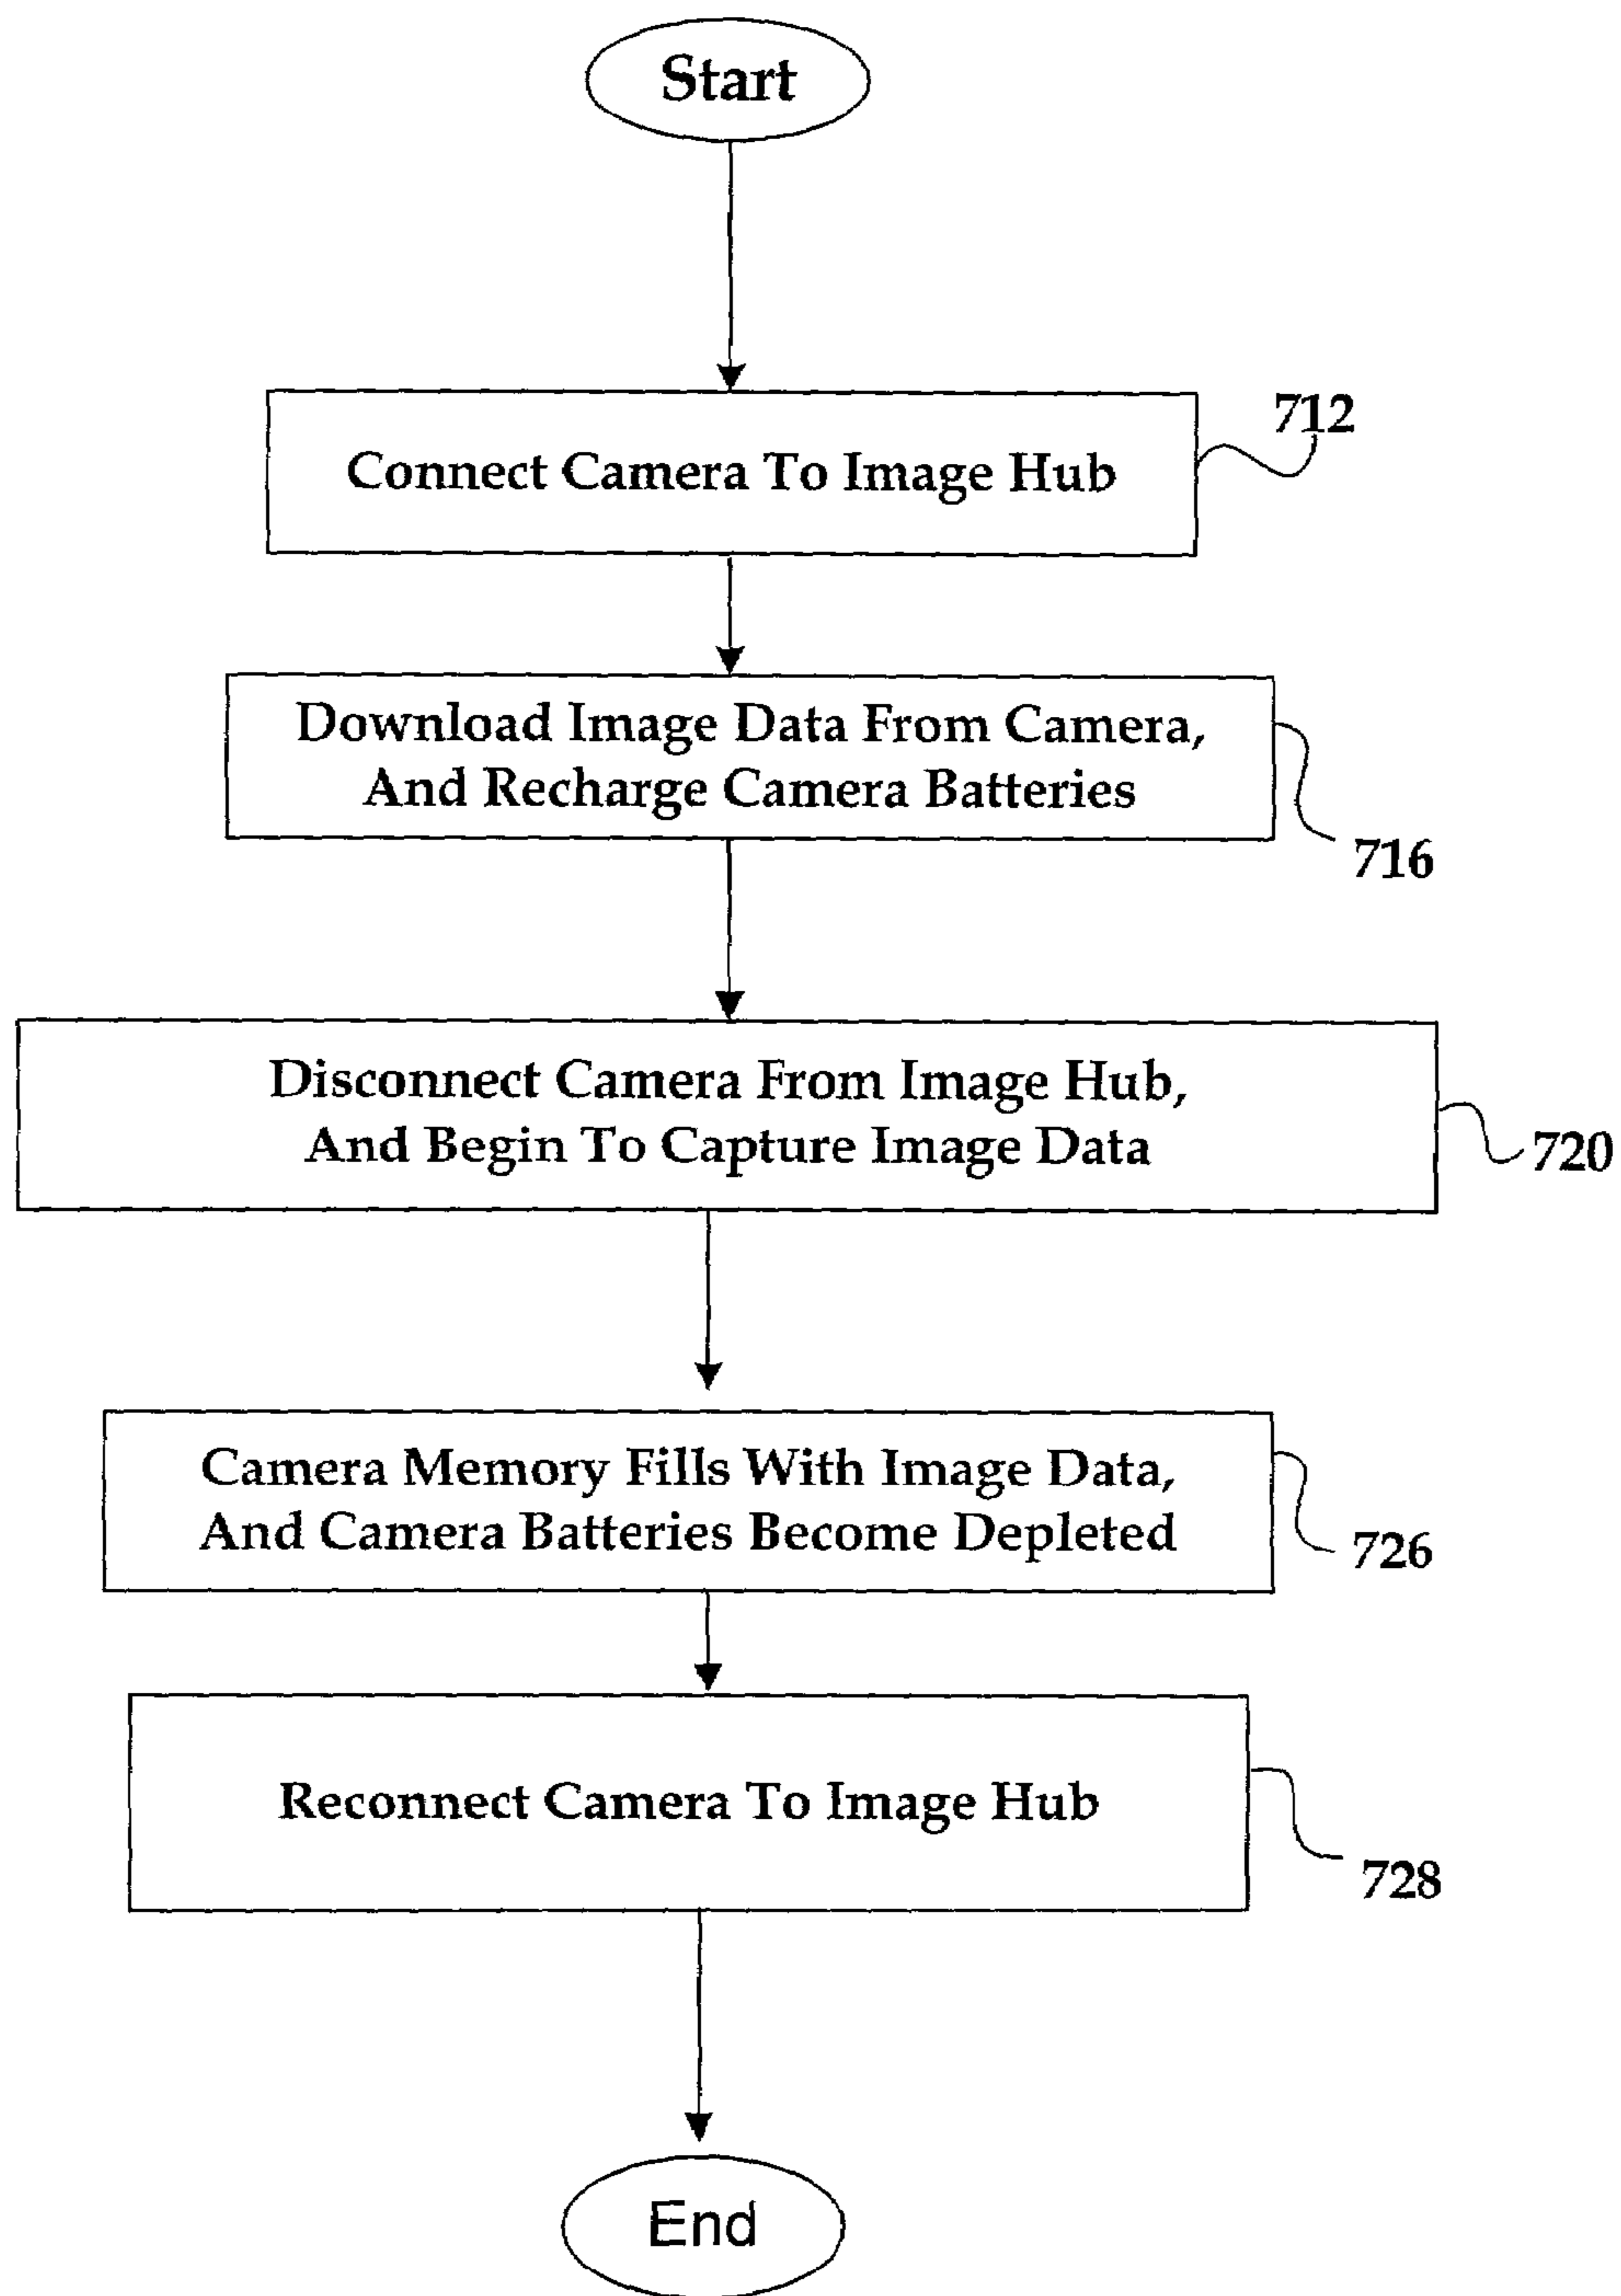 Start
Connect Camera To Image Hub
712
Download Image Data From Camera,
And Recharge Camera Batteries
716
Disconnect Camera From Image Hub,
And Begin To Capture Image Data
720
Camera Memory Fills With Image Data,
And Camera Batteries Become Depleted
726
Reconnect Camera To Image Hub
728
End